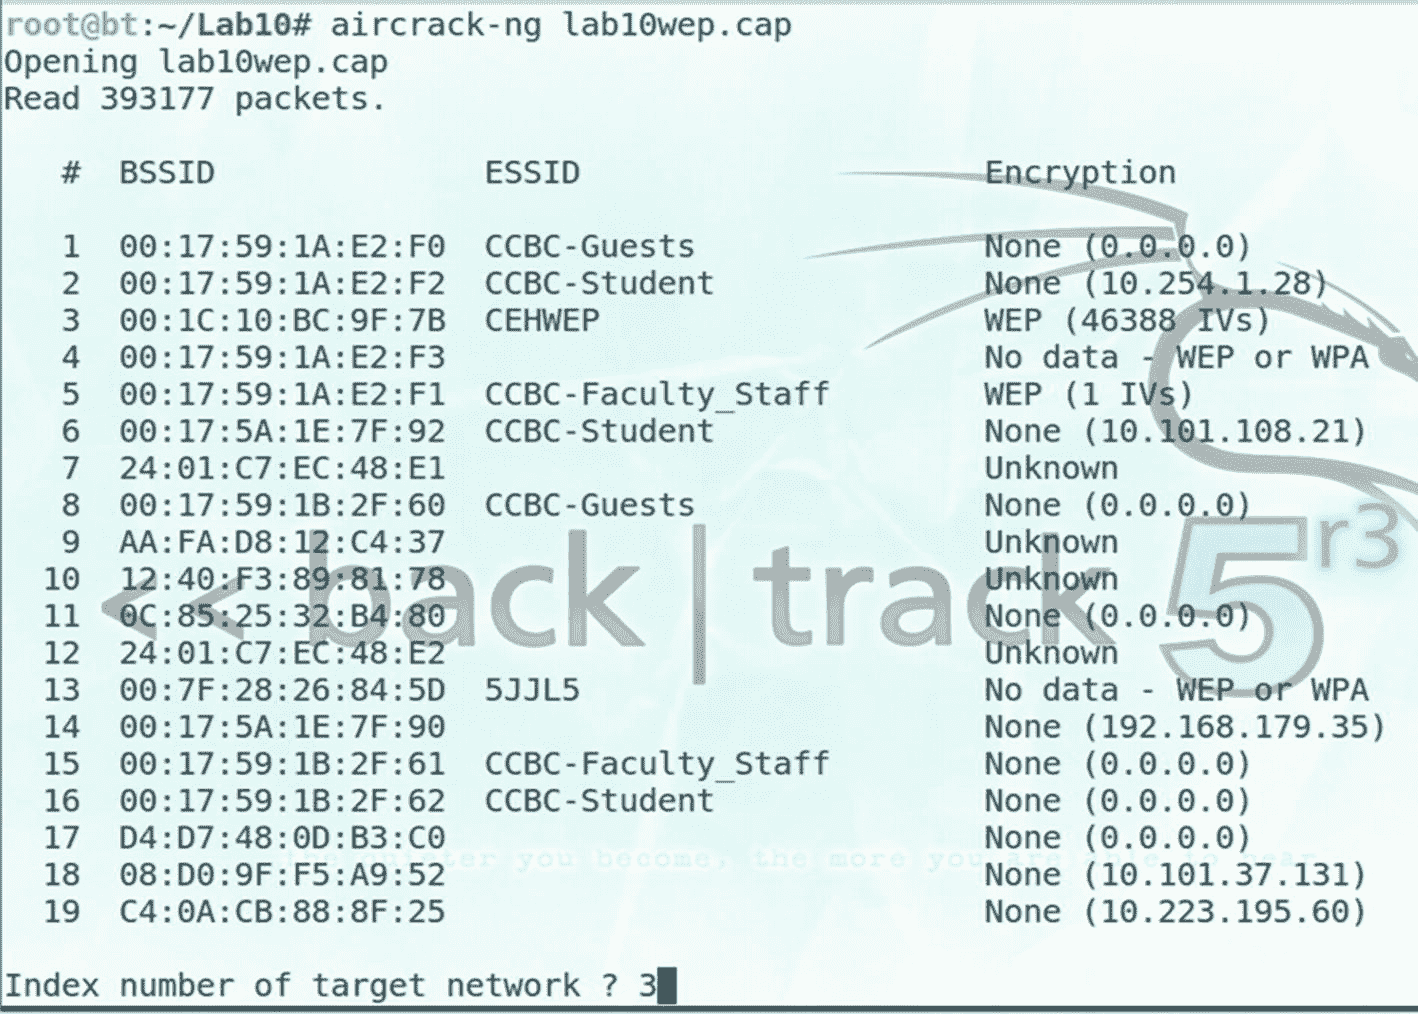 root@bt:~/Lab10# aircrack-ng lab10wep.cap
Opening lab10wep.cap
Read 393177 packets.
# BSSID ESSID Encryption
1 00:17:59:1A:E2:F0 CCBC-Guests None (0.0.0.0)
2 00:17:59:1A:E2:F2 CCBC-Student None (10.254.1.28)
3 00:1C:10:BC:9F:7B CEHWEP WEP (46388 IVs)
4 00:17:59:1A:E2:F3 No data - WEP or WPA
5 00:17:59:1A:E2:F1 CCBC-Faculty_Staff WEP (1 IVs)
6 00:17:5A:1E:7F:92 CCBC-Student None (10.101.108.21)
7 24:01:C7:EC:48:E1 Unknown
8 00:17:59:1B:2F:60 CCBC-Guests None (0.0.0.0)
9 AA:FA:D8:12:C4:37 Unknown
10 12:40:F3:89:81:78 Unknown
11 0C:85:25:32:B4:80 None (0.0.0.0)
12 24:01:C7:EC:48:E2 Unknown
13 00:7F:28:26:84:5D 5JJL5 No data - WEP or WPA
14 00:17:5A:1E:7F:90 None (192.168.179.35)
15 00:17:59:1B:2F:61 CCBC-Faculty_Staff None (0.0.0.0)
16 00:17:59:1B:2F:62 CCBC-Student None (0.0.0.0)
17 D4:D7:48:0D:B3:C0 None (0.0.0.0)
18 08:D0:9F:F5:A9:52 None (10.101.37.131)
19 C4:0A:CB:88:8F:25 None (10.223.195.60)
Index number of target network ? 3
<< back|track 5 r3
the quieter you become, the more you are able to hear